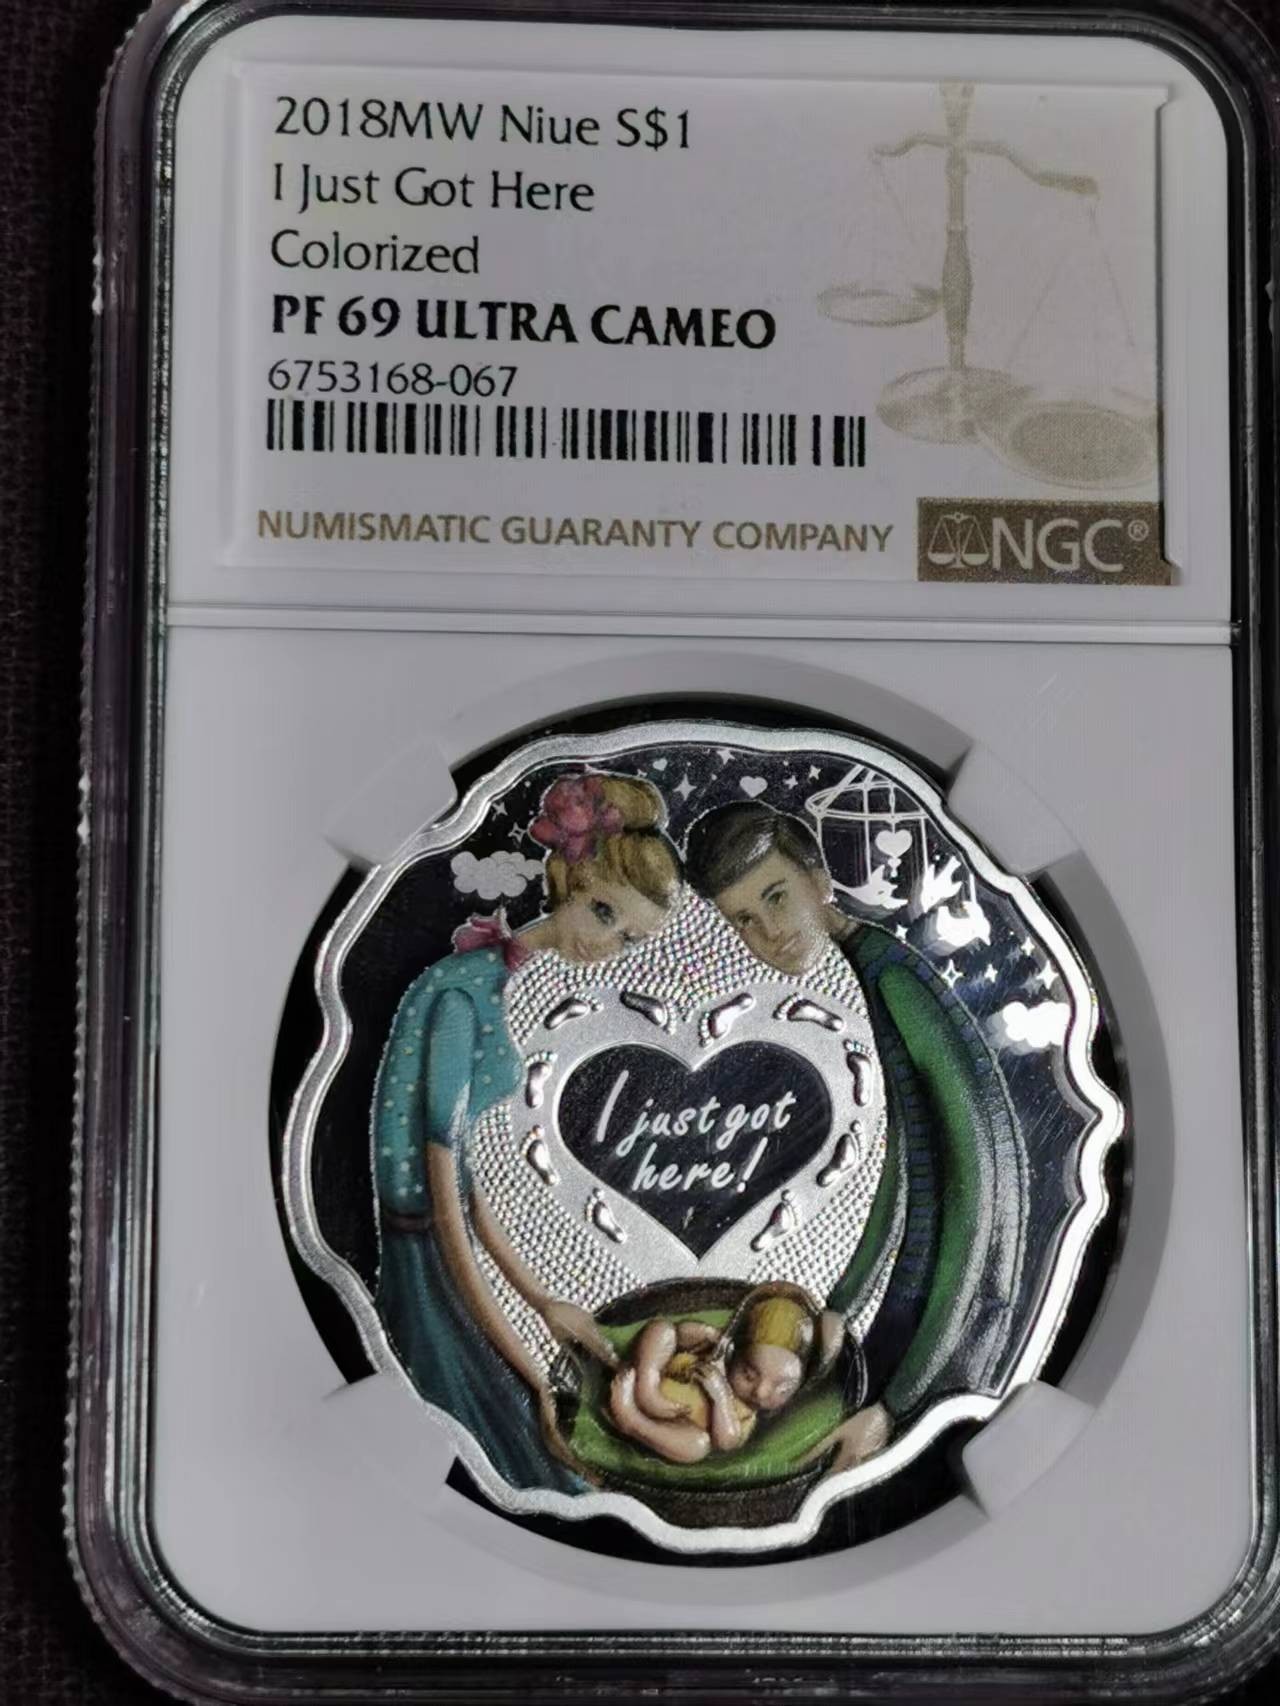 2018MW Niue S$1
I Just Got Here
Colorized
PF 69 ULTRA CAMEO
6753168-067
NUMISMATIC GUARANTY COMPANY NGC®
I just got
here!